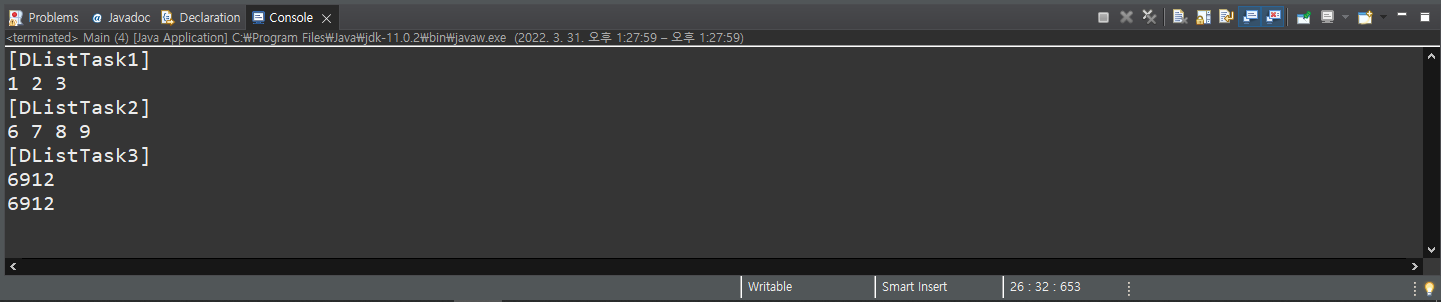 Problems Javadoc Declaration Console
<terminated> Main (4) [Java Application] C:₩Program Files₩Java₩jdk-11.0.2₩bin₩javaw.exe (2022. 3. 31. 오후 1:27:59 – 오후 1:27:59)
[DListTask1]
1 2 3
[DListTask2]
6 7 8 9
[DListTask3]
6912
6912
Writable Smart Insert 26 : 32 : 653